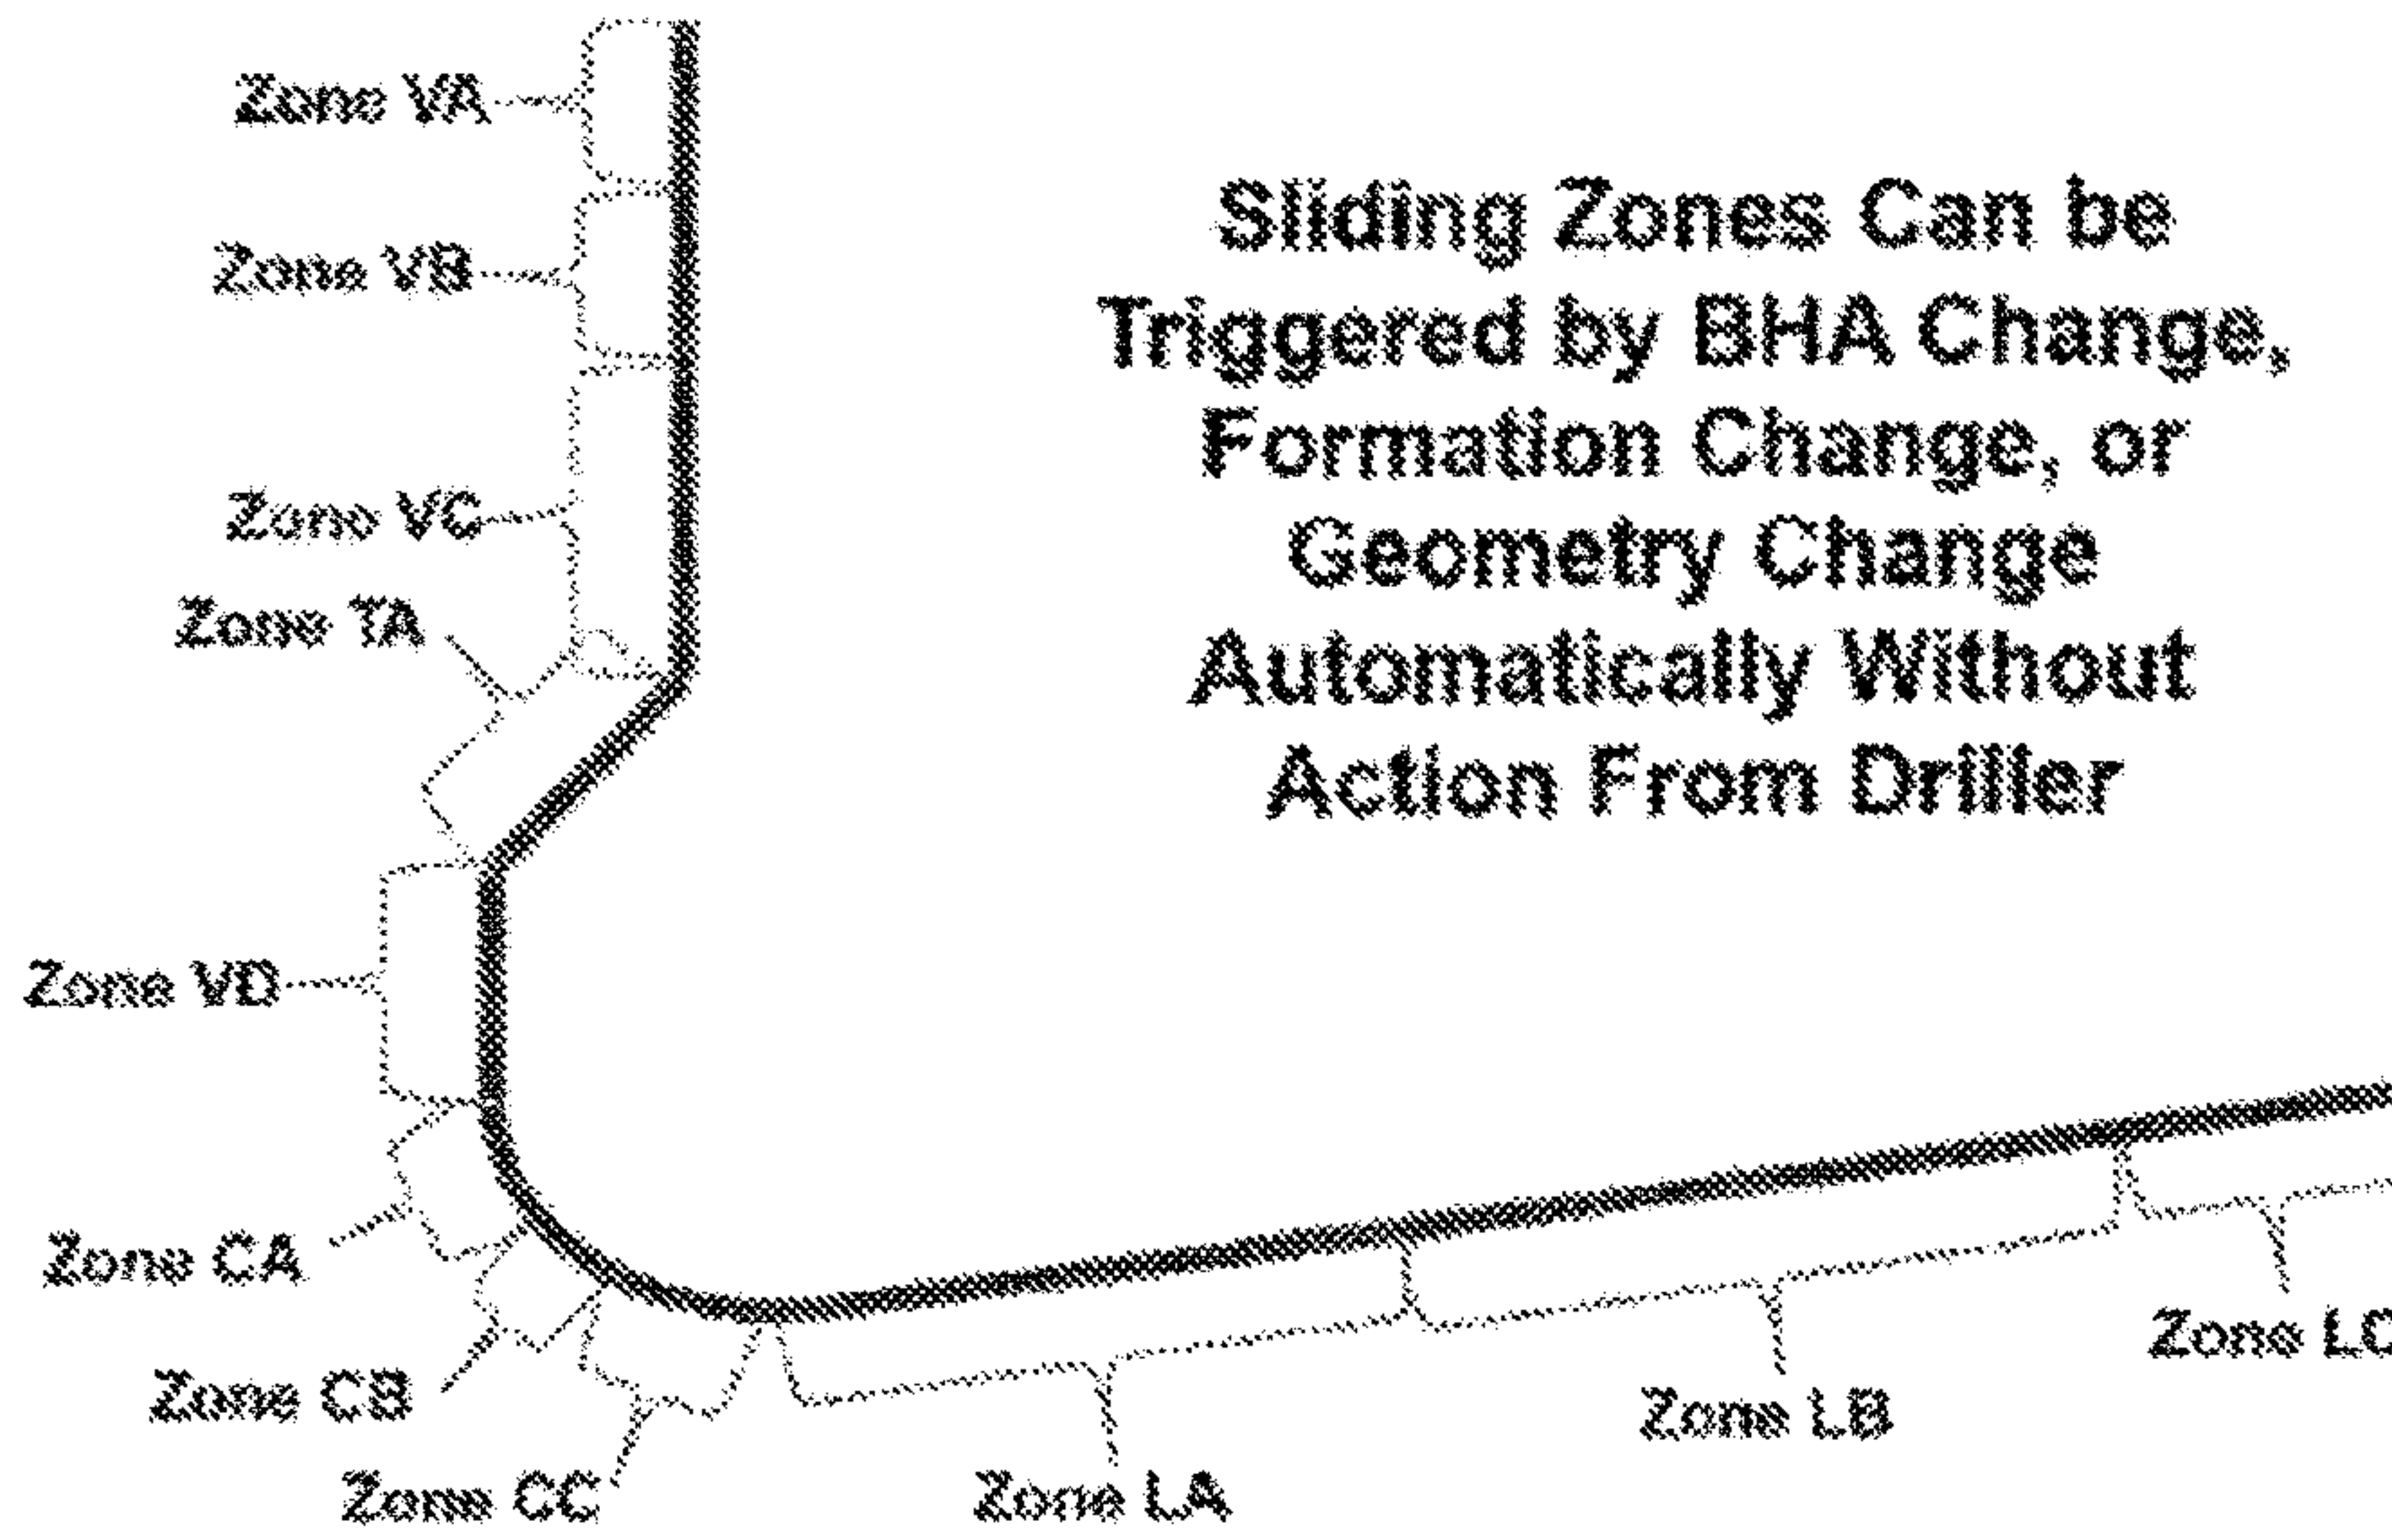 Zone VA
Zone VB
Zone VC
Zone TA
Zone VD
Zone CA
Zone CB
Zone CC
Zone LA
Zone LB
Zone LC
Sliding Zones Can be
Triggered by BHA Change,
Formation Change, or
Geometry Change
Automatically Without
Action From Driller